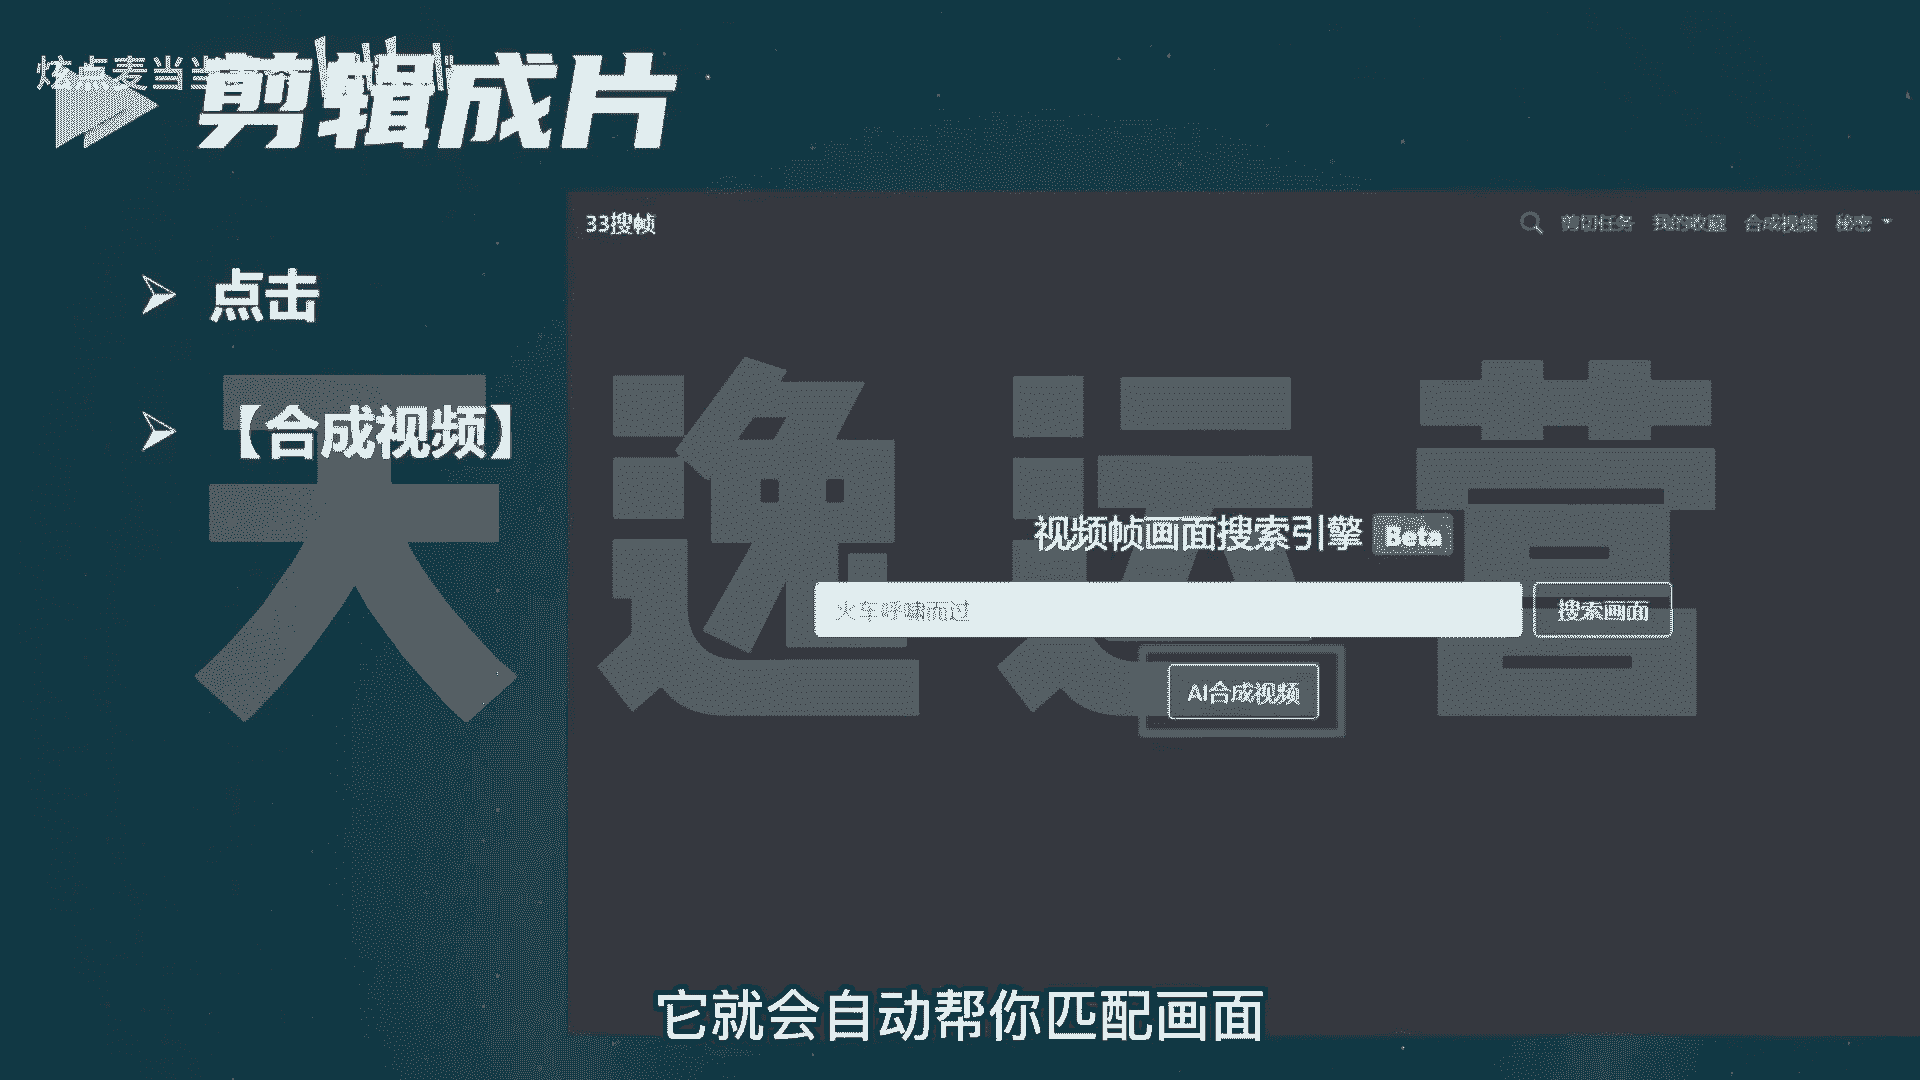 炫点麦当当
剪辑成片
33搜帧
剪切任务 我的收藏 合成视频 秘密
点击
【合成视频】
天逸运营
视频帧画面搜索引擎 Beta
火车呼啸而过
搜索画面
AI合成视频
它就会自动帮你匹配画面